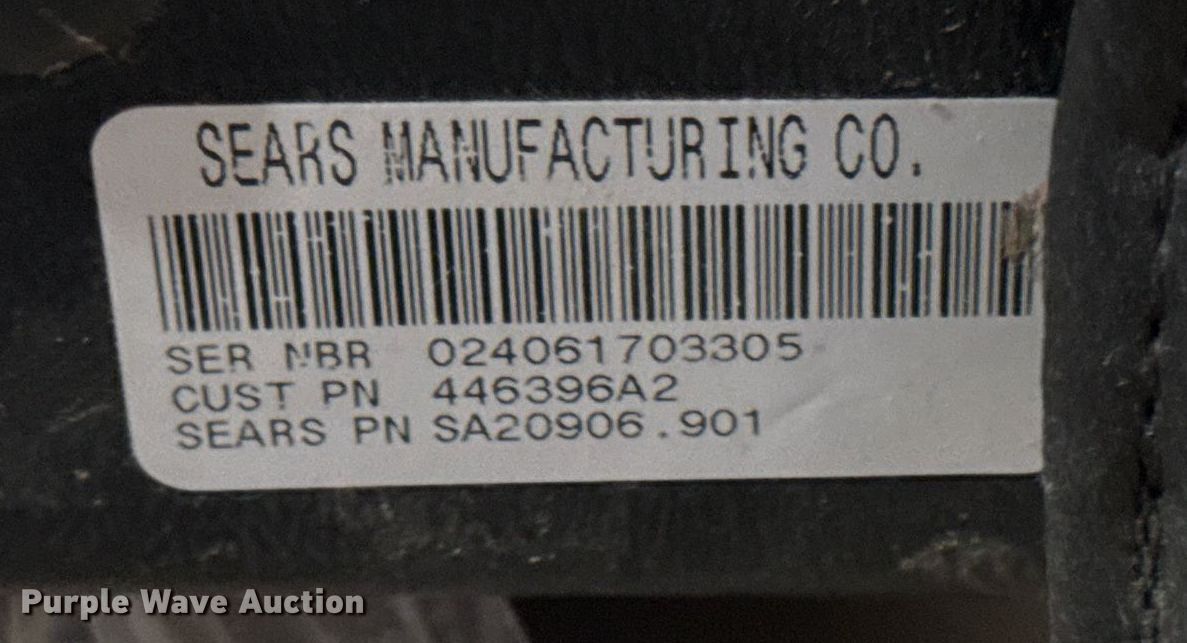 SEARS MANUFACTURING CO.
SER NBR 024061703305
CUST PN 446396A2
SEARS PN SA20906.901
Purple Wave Auction